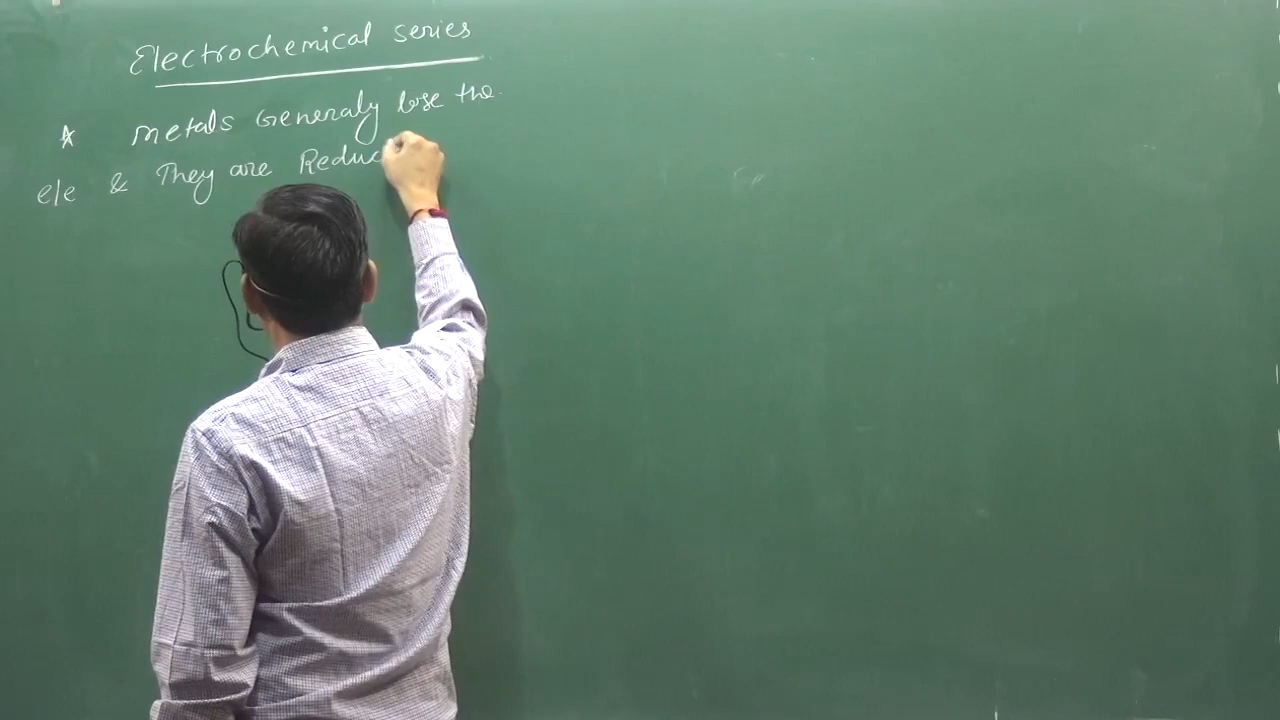 Electrochemical series
* Metals Generaly lose the
e/e & They are Reduc